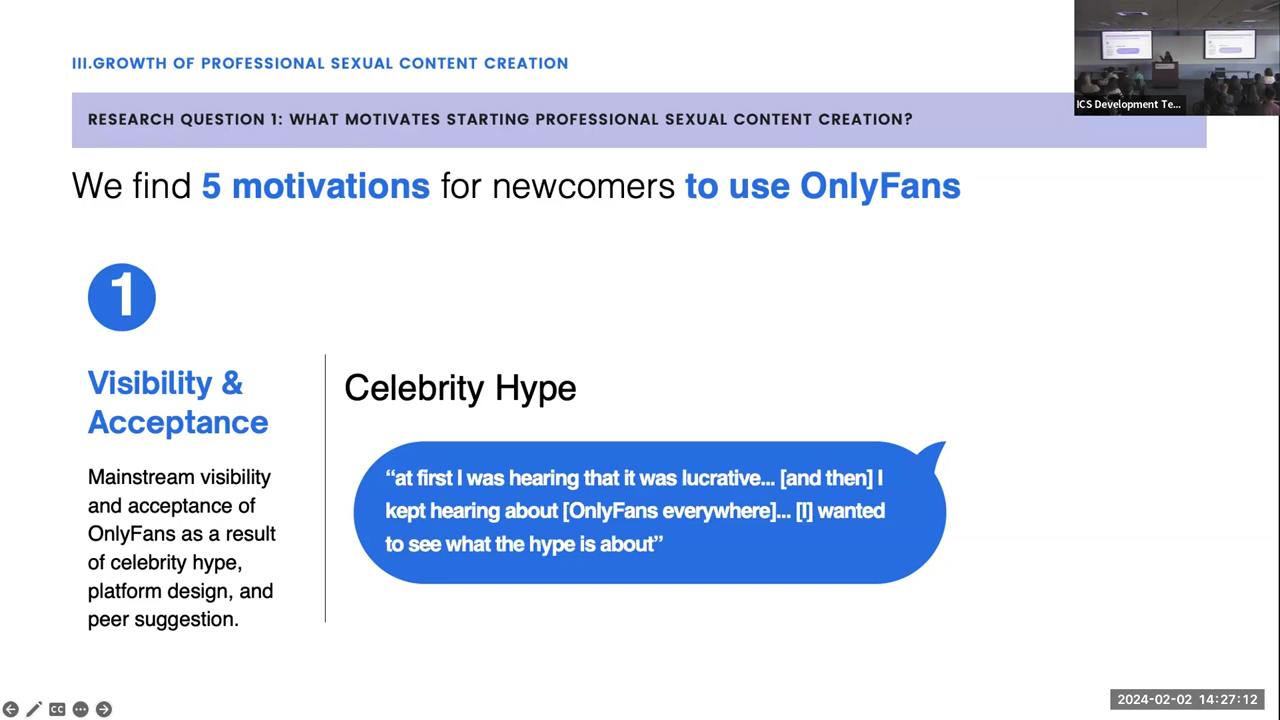 III.GROWTH OF PROFESSIONAL SEXUAL CONTENT CREATION
ICS Development Te...
RESEARCH QUESTION 1: WHAT MOTIVATES STARTING PROFESSIONAL SEXUAL CONTENT CREATION?
We find 5 motivations for newcomers to use OnlyFans
1
Visibility &
Acceptance
Mainstream visibility
and acceptance of
OnlyFans as a result
of celebrity hype,
platform design, and
peer suggestion.
Celebrity Hype
“at first I was hearing that it was lucrative... [and then] I
kept hearing about [OnlyFans everywhere]... [I] wanted
to see what the hype is about”
CC
2024-02-02 14:27:12